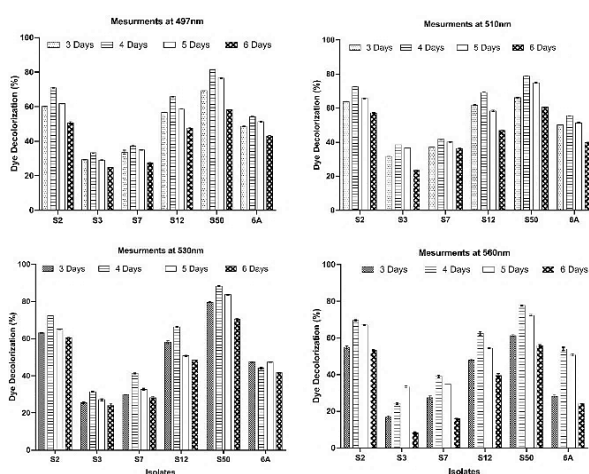 Mesurments at 497nm
3 Days 4 Days 5 Days 6 Days
Dye Decolorization (%)
100
80
60
40
20
0
S2 S3 S7 S12 S50 6A
Mesurments at 510nm
3 Days 4 Days 5 Days 6 Days
Dye Decolorization (%)
100
80
60
40
20
0
S2 S3 S7 S12 S50 6A
Mesurments at 530nm
3 Days 4 Days 5 Days 6 Days
Dye Decolorization (%)
100
80
60
40
20
0
S2 S3 S7 S12 S50 6A
Isolates
Mesurments at 560nm
3 Days 4 Days 5 Days 6 Days
Dye Decolorization (%)
100
80
60
40
20
0
S2 S3 S7 S12 S50 6A
Isolates